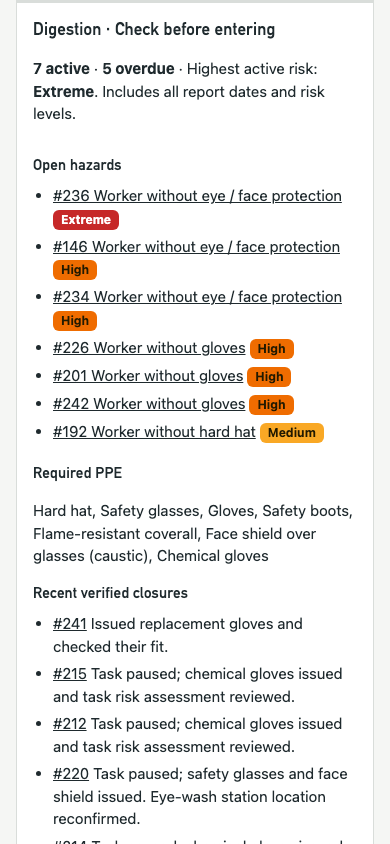 Digestion · Check before entering
7 active · 5 overdue · Highest active risk:
Extreme. Includes all report dates and risk
levels.
Open hazards
• #236 Worker without eye / face protection
Extreme
• #146 Worker without eye / face protection
High
• #234 Worker without eye / face protection
High
• #226 Worker without gloves High
• #201 Worker without gloves High
• #242 Worker without gloves High
• #192 Worker without hard hat Medium
Required PPE
Hard hat, Safety glasses, Gloves, Safety boots,
Flame-resistant coverall, Face shield over
glasses (caustic), Chemical gloves
Recent verified closures
• #241 Issued replacement gloves and
checked their fit.
• #215 Task paused; chemical gloves issued
and task risk assessment reviewed.
• #212 Task paused; chemical gloves issued
and task risk assessment reviewed.
• #220 Task paused; safety glasses and face
shield issued. Eye-wash station location
reconfirmed.